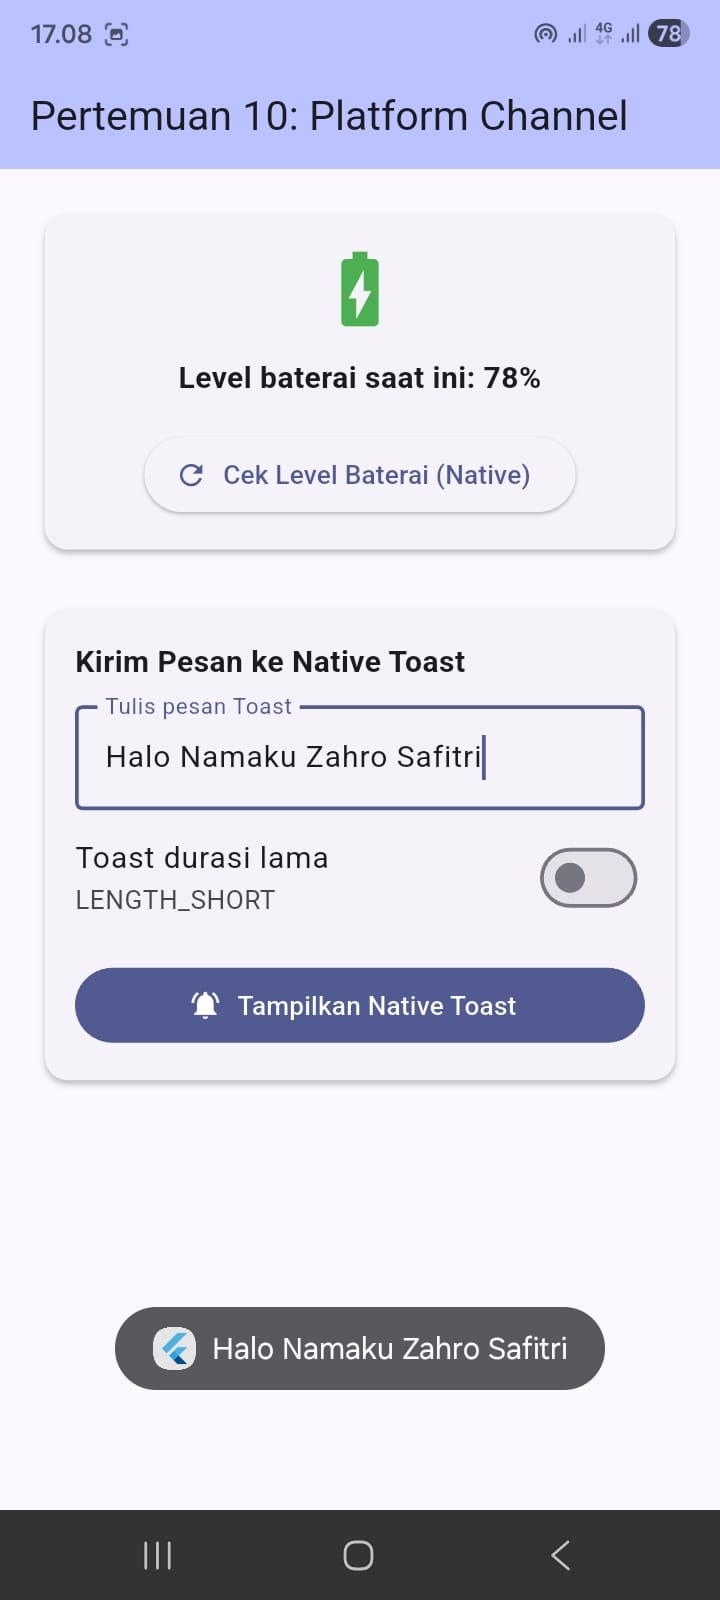 17.08
4G
78
Pertemuan 10: Platform Channel
Level baterai saat ini: 78%
Cek Level Baterai (Native)
Kirim Pesan ke Native Toast
Tulis pesan Toast
Halo Namaku Zahro Safitri
Toast durasi lama
LENGTH_SHORT
Tampilkan Native Toast
Halo Namaku Zahro Safitri